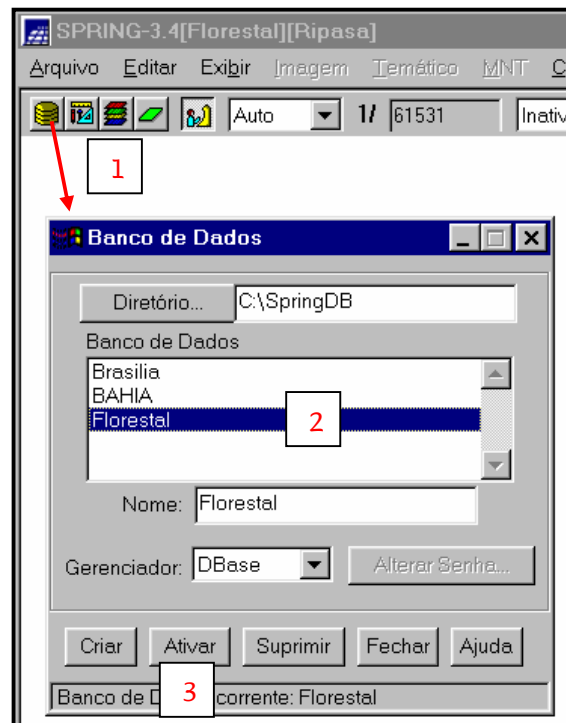 SPRING-3.4[Florestal][Ripasa]
Arquivo Editar Exibir Imagem Temático MNT C
Auto 1/ 61531 Inativ
1
Banco de Dados
Diretório... C:\SpringDB
Banco de Dados
Brasilia
BAHIA
Florestal
2
Nome: Florestal
Gerenciador: DBase Alterar Senha...
Criar Ativar Suprimir Fechar Ajuda
3
Banco de D corrente: Florestal